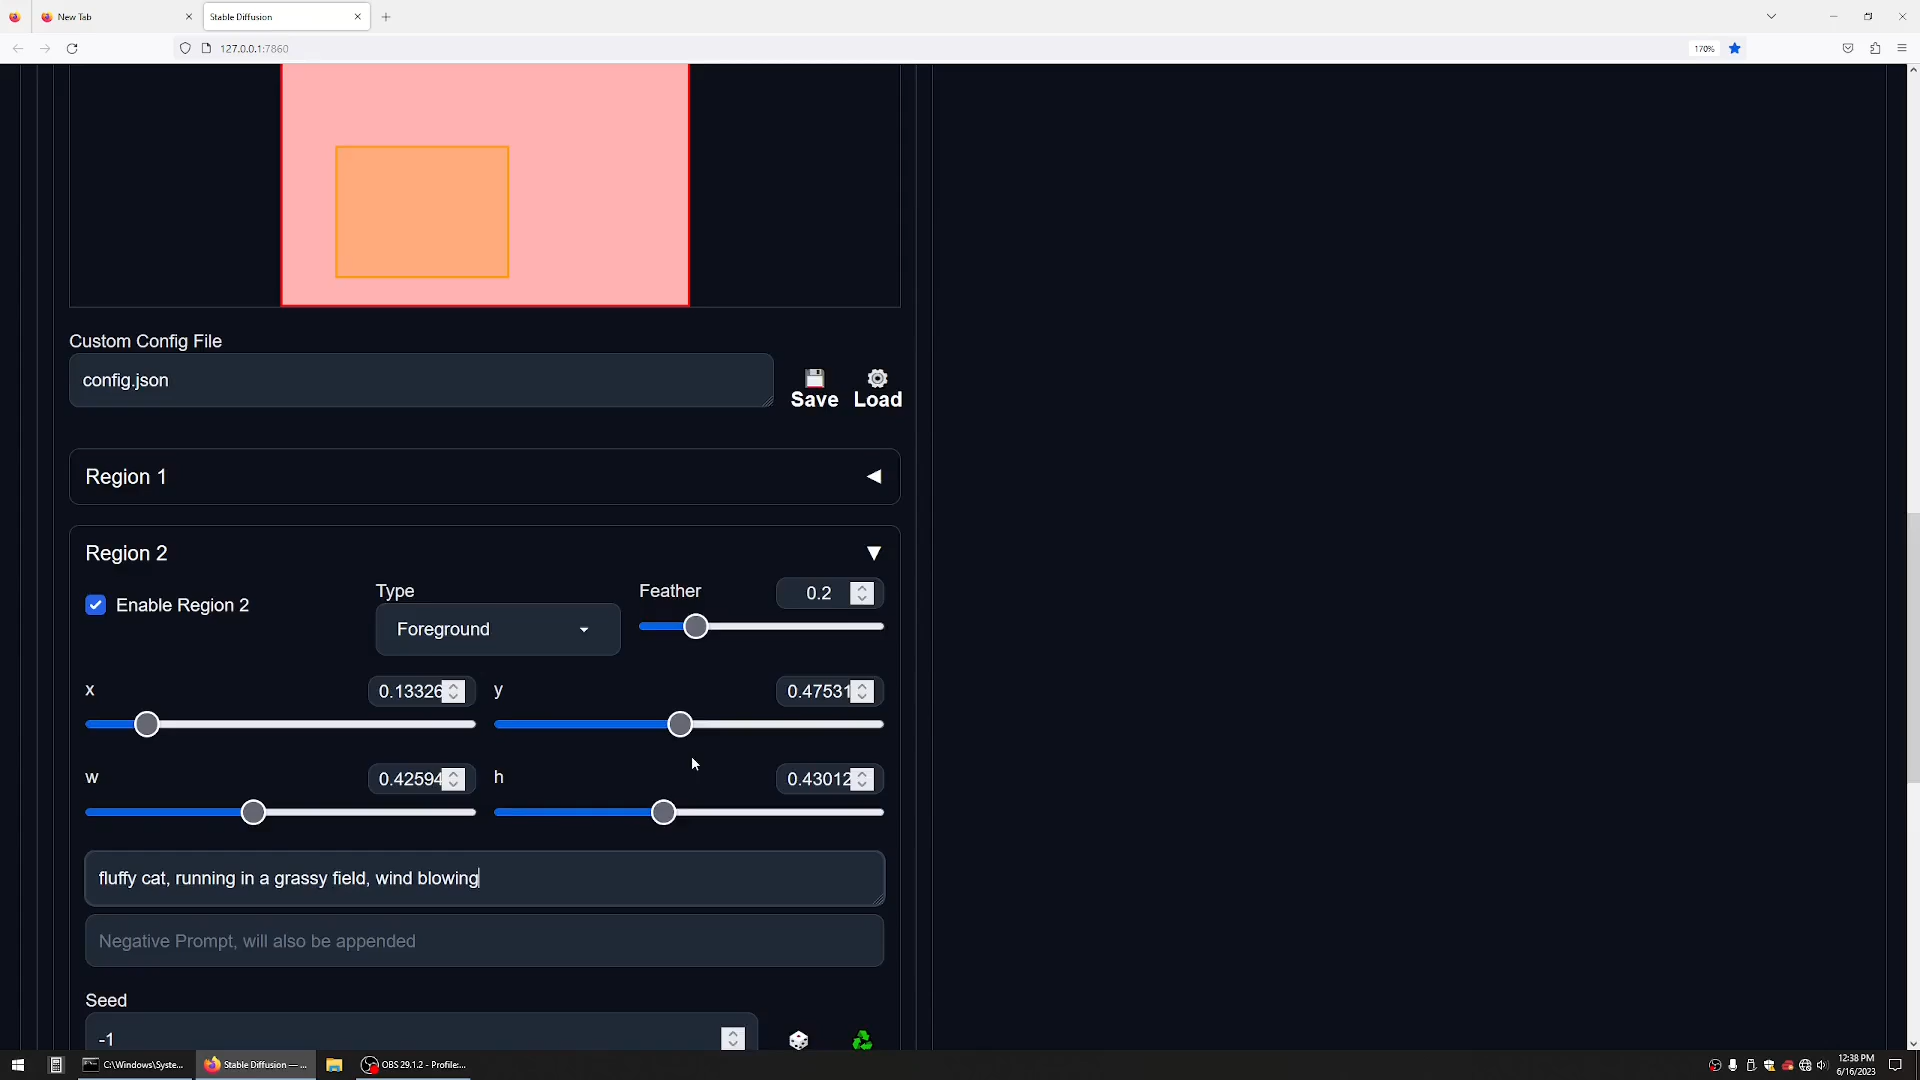 New Tab
Stable Diffusion
127.0.0.1:7860
170%
Custom Config File
config.json
Save
Load
Region 1
Region 2
Enable Region 2
Type
Foreground
Feather
0.2
x
0.13326
y
0.47531
w
0.42594
h
0.43012
fluffy cat, running in a grassy field, wind blowing
Negative Prompt, will also be appended
Seed
-1
C:\Windows\Syste...
Stable Diffusion — ...
OBS 29.1.2 - Profile:...
12:38 PM
6/16/2023